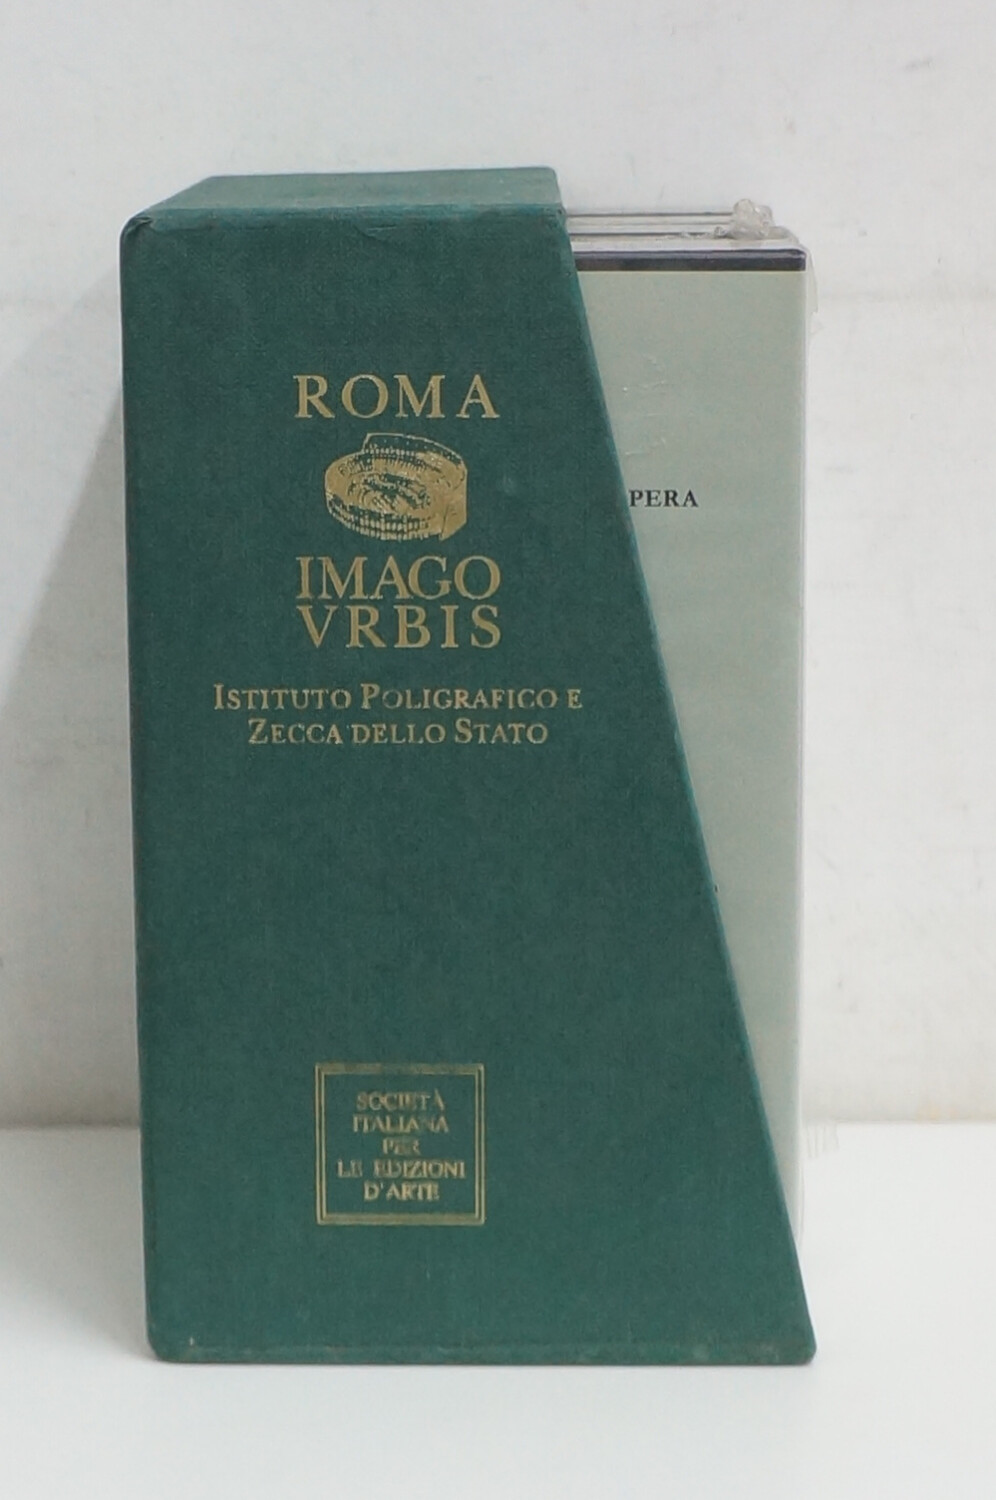 ROMA
IMAGO
VRBIS
ISTITUTO POLIGRAFICO E
ZECCA DELLO STATO
PERA
SOCIETÀ
ITALIANA
PER
LE EDIZIONI
D'ARTE